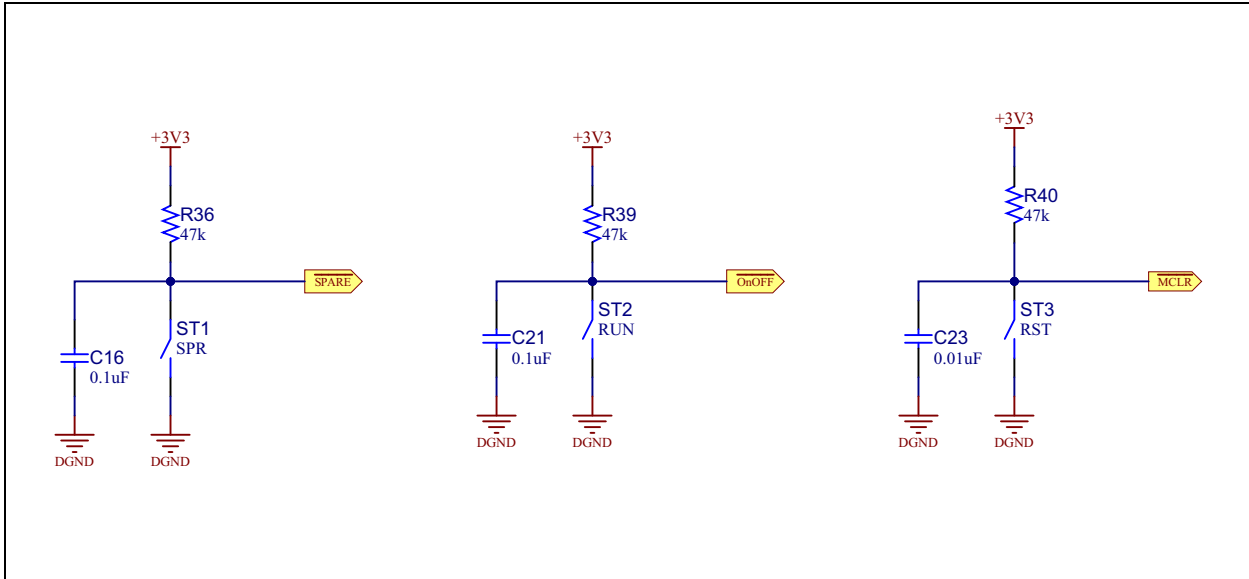 +3V3
R36
47k
SPARE
ST1
SPR
C16
0.1uF
DGND
DGND
+3V3
R39
47k
OnOFF
ST2
RUN
C21
0.1uF
DGND
DGND
+3V3
R40
47k
MCLR
ST3
RST
C23
0.01uF
DGND
DGND